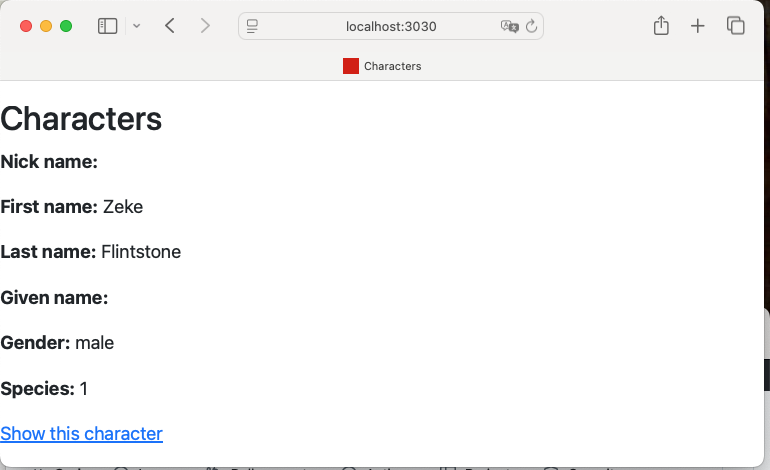 localhost:3030
Characters
Characters
Nick name:
First name: Zeke
Last name: Flintstone
Given name:
Gender: male
Species: 1
Show this character